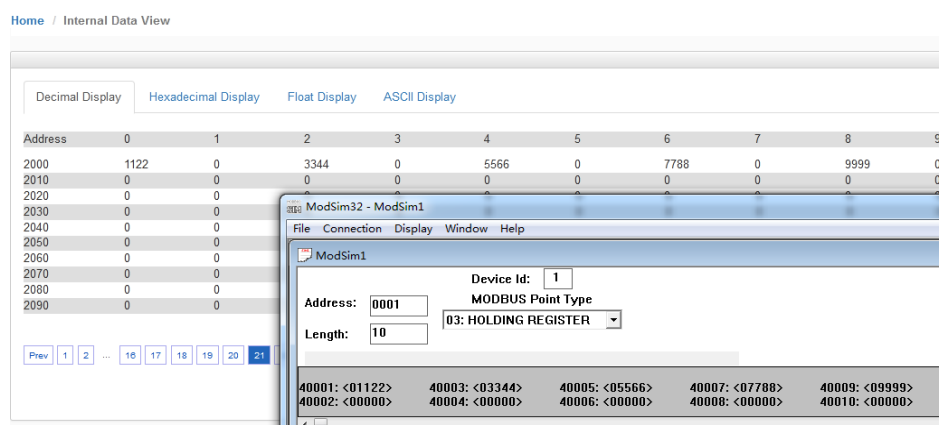 Home / Internal Data View
Decimal Display Hexadecimal Display Float Display ASCII Display
Address 0 1 2 3 4 5 6 7 8 9
2000 1122 0 3344 0 5566 0 7788 0 9999
2010 0 0 0 0 0 0 0 0 0
2020 0 0
2030 0 0
2040 0 0
2050 0 0
2060 0 0
2070 0 0
2080 0 0
2090 0 0
Prev 1 2 ... 16 17 18 19 20 21
ModSim32 - ModSim1
File Connection Display Window Help
ModSim1
Device Id: 1
Address: 0001 MODBUS Point Type
03: HOLDING REGISTER
Length: 10
40001: <01122> 40003: <03344> 40005: <05566> 40007: <07788> 40009: <09999>
40002: <00000> 40004: <00000> 40006: <00000> 40008: <00000> 40010: <00000>